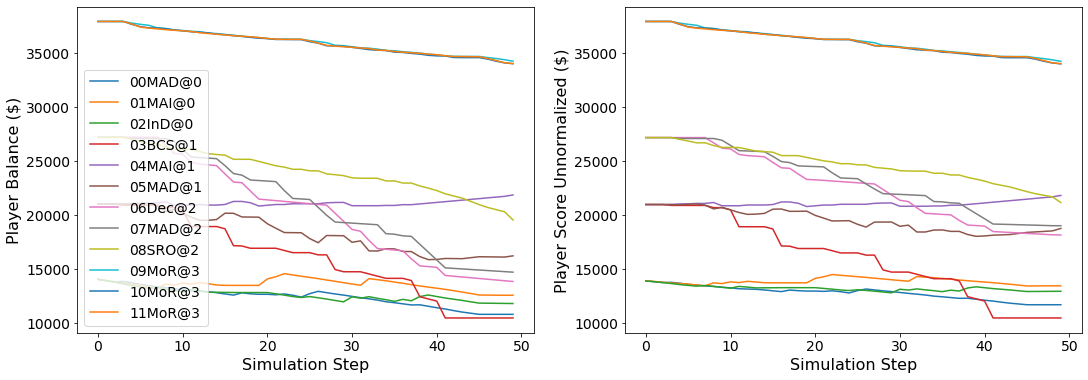 Player Balance ($)
35000
30000
25000
20000
15000
10000
00MAD@0
01MAI@0
02InD@0
03BCS@1
04MAI@1
05MAD@1
06Dec@2
07MAD@2
08SRO@2
09MoR@3
10MoR@3
11MoR@3
0 10 20 30 40 50
Simulation Step
Player Score Unnormalized ($)
35000
30000
25000
20000
15000
10000
0 10 20 30 40 50
Simulation Step